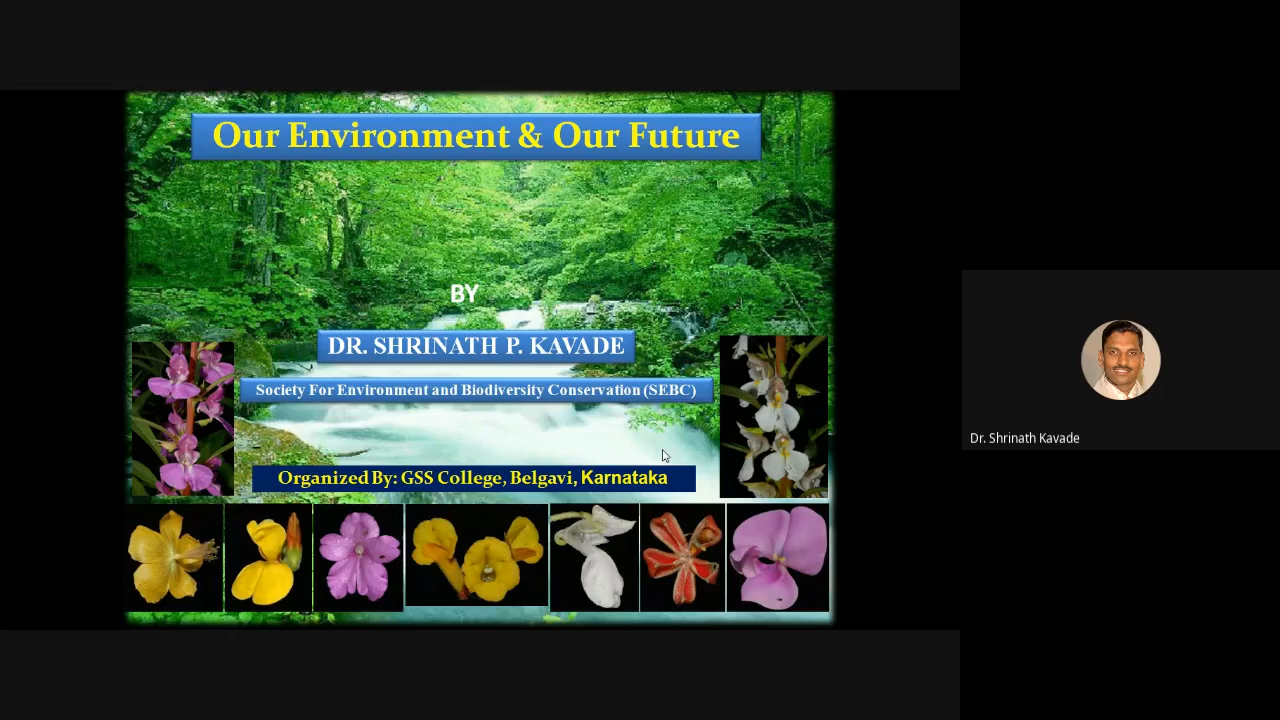 Our Environment & Our Future
BY
DR. SHRINATH P. KAVADE
Society For Environment and Biodiversity Conservation (SEBC)
Organized By: GSS College, Belgavi, Karnataka
Dr. Shrinath Kavade